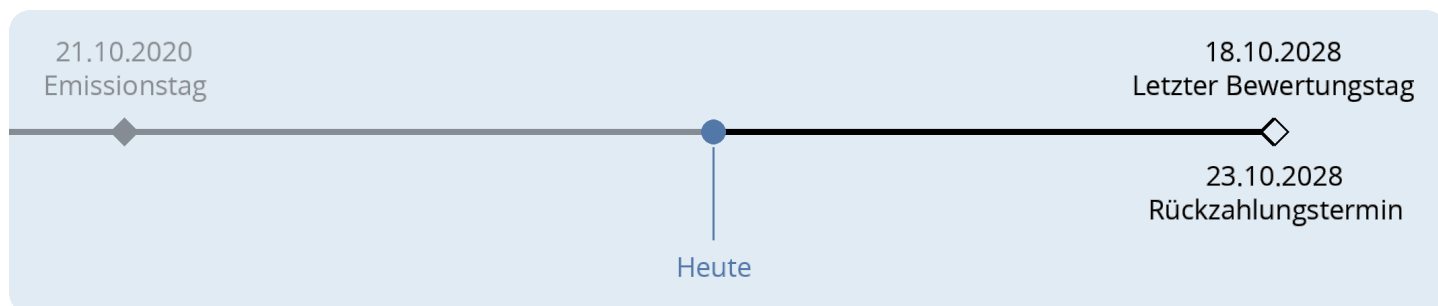 21.10.2020
Emissionstag
18.10.2028
Letzter Bewertungstag
23.10.2028
Rückzahlungstermin
Heute